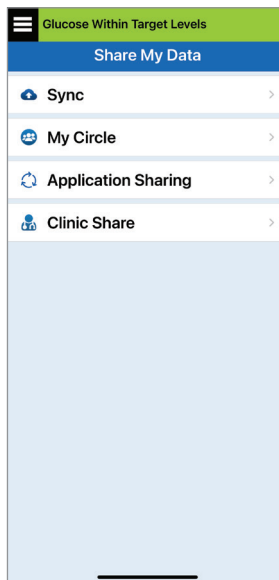 Glucose Within Target Levels
Share My Data
Sync
My Circle
Application Sharing
Clinic Share